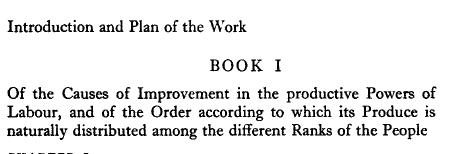 Introduction and Plan of the Work
BOOK I
Of the Causes of Improvement in the productive Powers of
Labour, and of the Order according to which its Produce is
naturally distributed among the different Ranks of the People